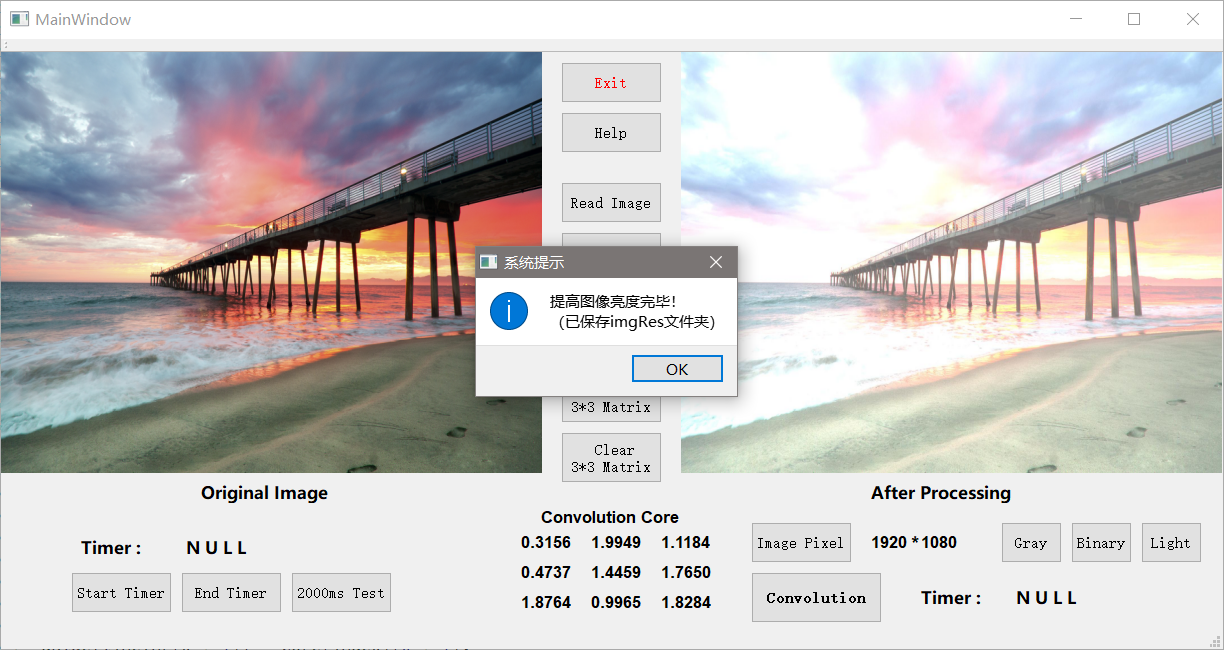 MainWindow
Exit
Help
Read Image
系统提示
提高图像亮度完毕!
(已保存imgRes文件夹)
OK
3*3 Matrix
Clear
3*3 Matrix
Original Image
After Processing
Convolution Core
0.3156 1.9949 1.1184
0.4737 1.4459 1.7650
1.8764 0.9965 1.8284
Timer : N U L L
Start Timer
End Timer
2000ms Test
Image Pixel
1920 * 1080
Gray
Binary
Light
Convolution
Timer : N U L L